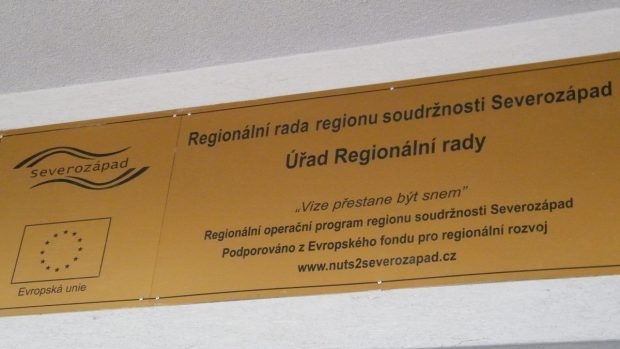 severozápad
Evropská unie
Regionální rada regionu soudržnosti Severozápad
Úřad Regionální rady
„Vize přestane být snem"
Regionální operační program regionu soudržnosti Severozápad
Podporováno z Evropského fondu pro regionální rozvoj
www.nuts2severozapad.cz